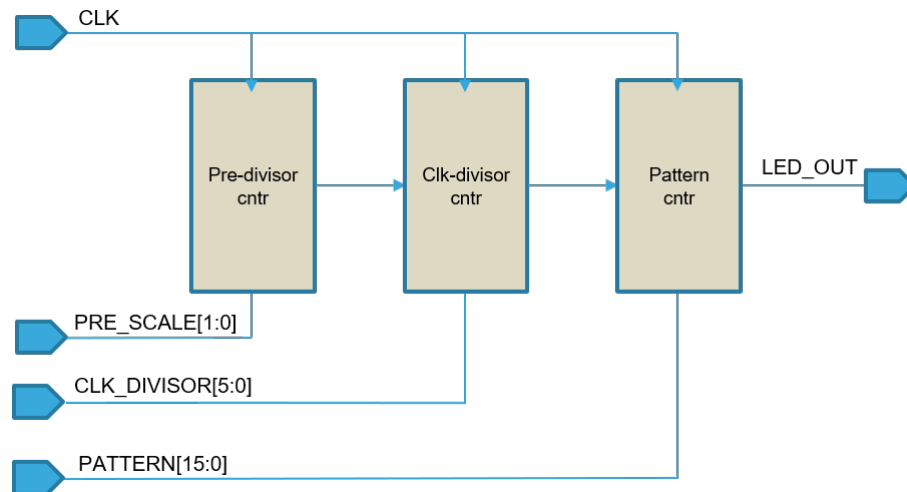 CLK
Pre-divisor
cntr
Clk-divisor
cntr
Pattern
cntr
LED_OUT
PRE_SCALE[1:0]
CLK_DIVISOR[5:0]
PATTERN[15:0]